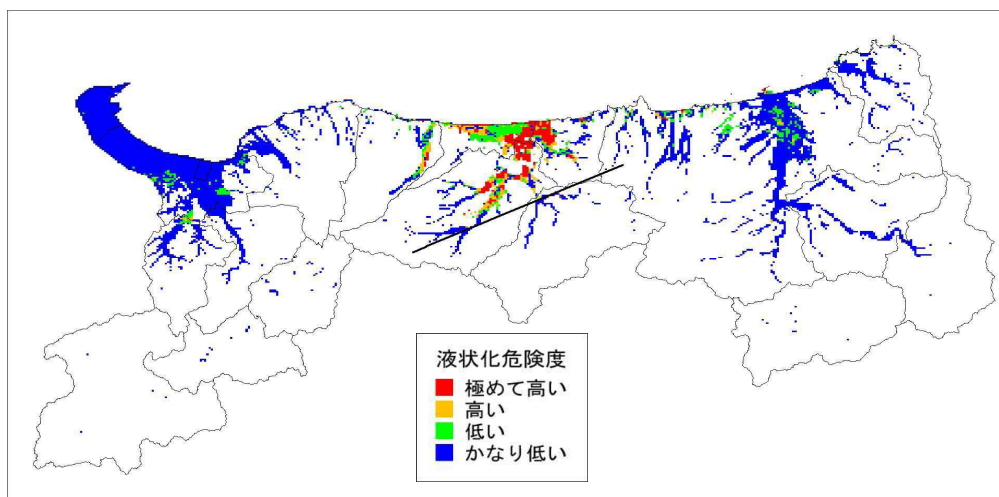 液状化危険度
極めて高い
高い
低い
かなり低い